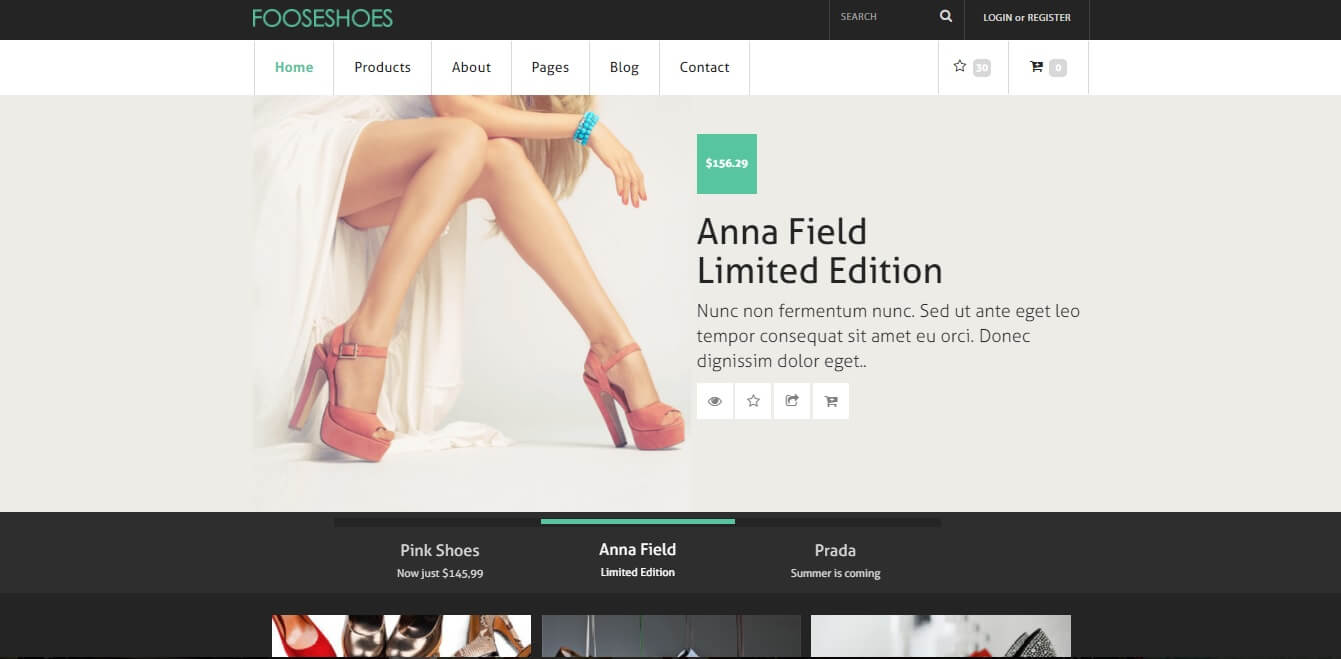 FOOSESHOES
SEARCH
LOGIN or REGISTER
Home
Products
About
Pages
Blog
Contact
30
0
$156.29
Anna Field
Limited Edition
Nunc non fermentum nunc. Sed ut ante eget leo
tempor consequat sit amet eu orci. Donec
dignissim dolor eget..
Pink Shoes
Now just $145,99
Anna Field
Limited Edition
Prada
Summer is coming